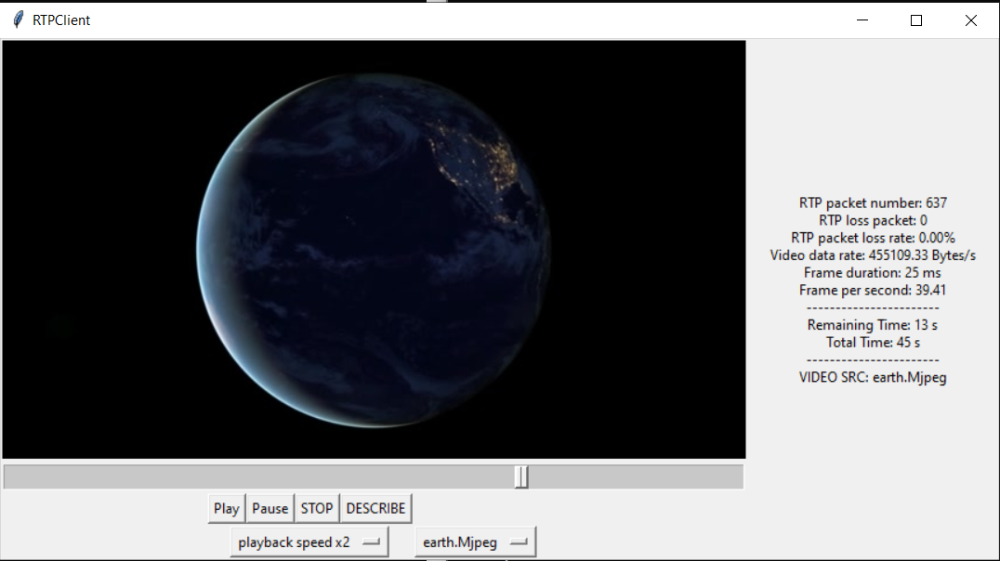 RTPClient
RTP packet number: 637
RTP loss packet: 0
RTP packet loss rate: 0.00%
Video data rate: 455109.33 Bytes/s
Frame duration: 25 ms
Frame per second: 39.41
-----------------------
Remaining Time: 13 s
Total Time: 45 s
-----------------------
VIDEO SRC: earth.Mjpeg
Play Pause STOP DESCRIBE
playback speed x2 earth.Mjpeg